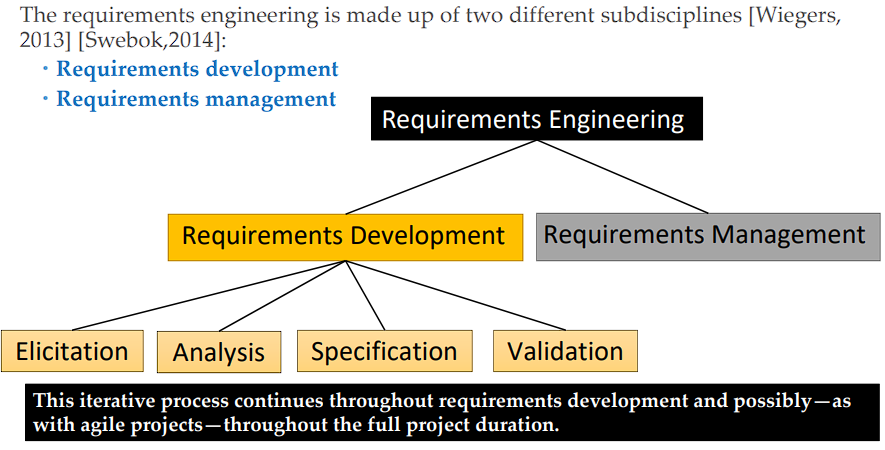 The requirements engineering is made up of two different subdisciplines [Wiegers,
2013] [Swebok,2014]:
• Requirements development
• Requirements management
Requirements Engineering
Requirements Development
Requirements Management
Elicitation
Analysis
Specification
Validation
This iterative process continues throughout requirements development and possibly—as
with agile projects—throughout the full project duration.